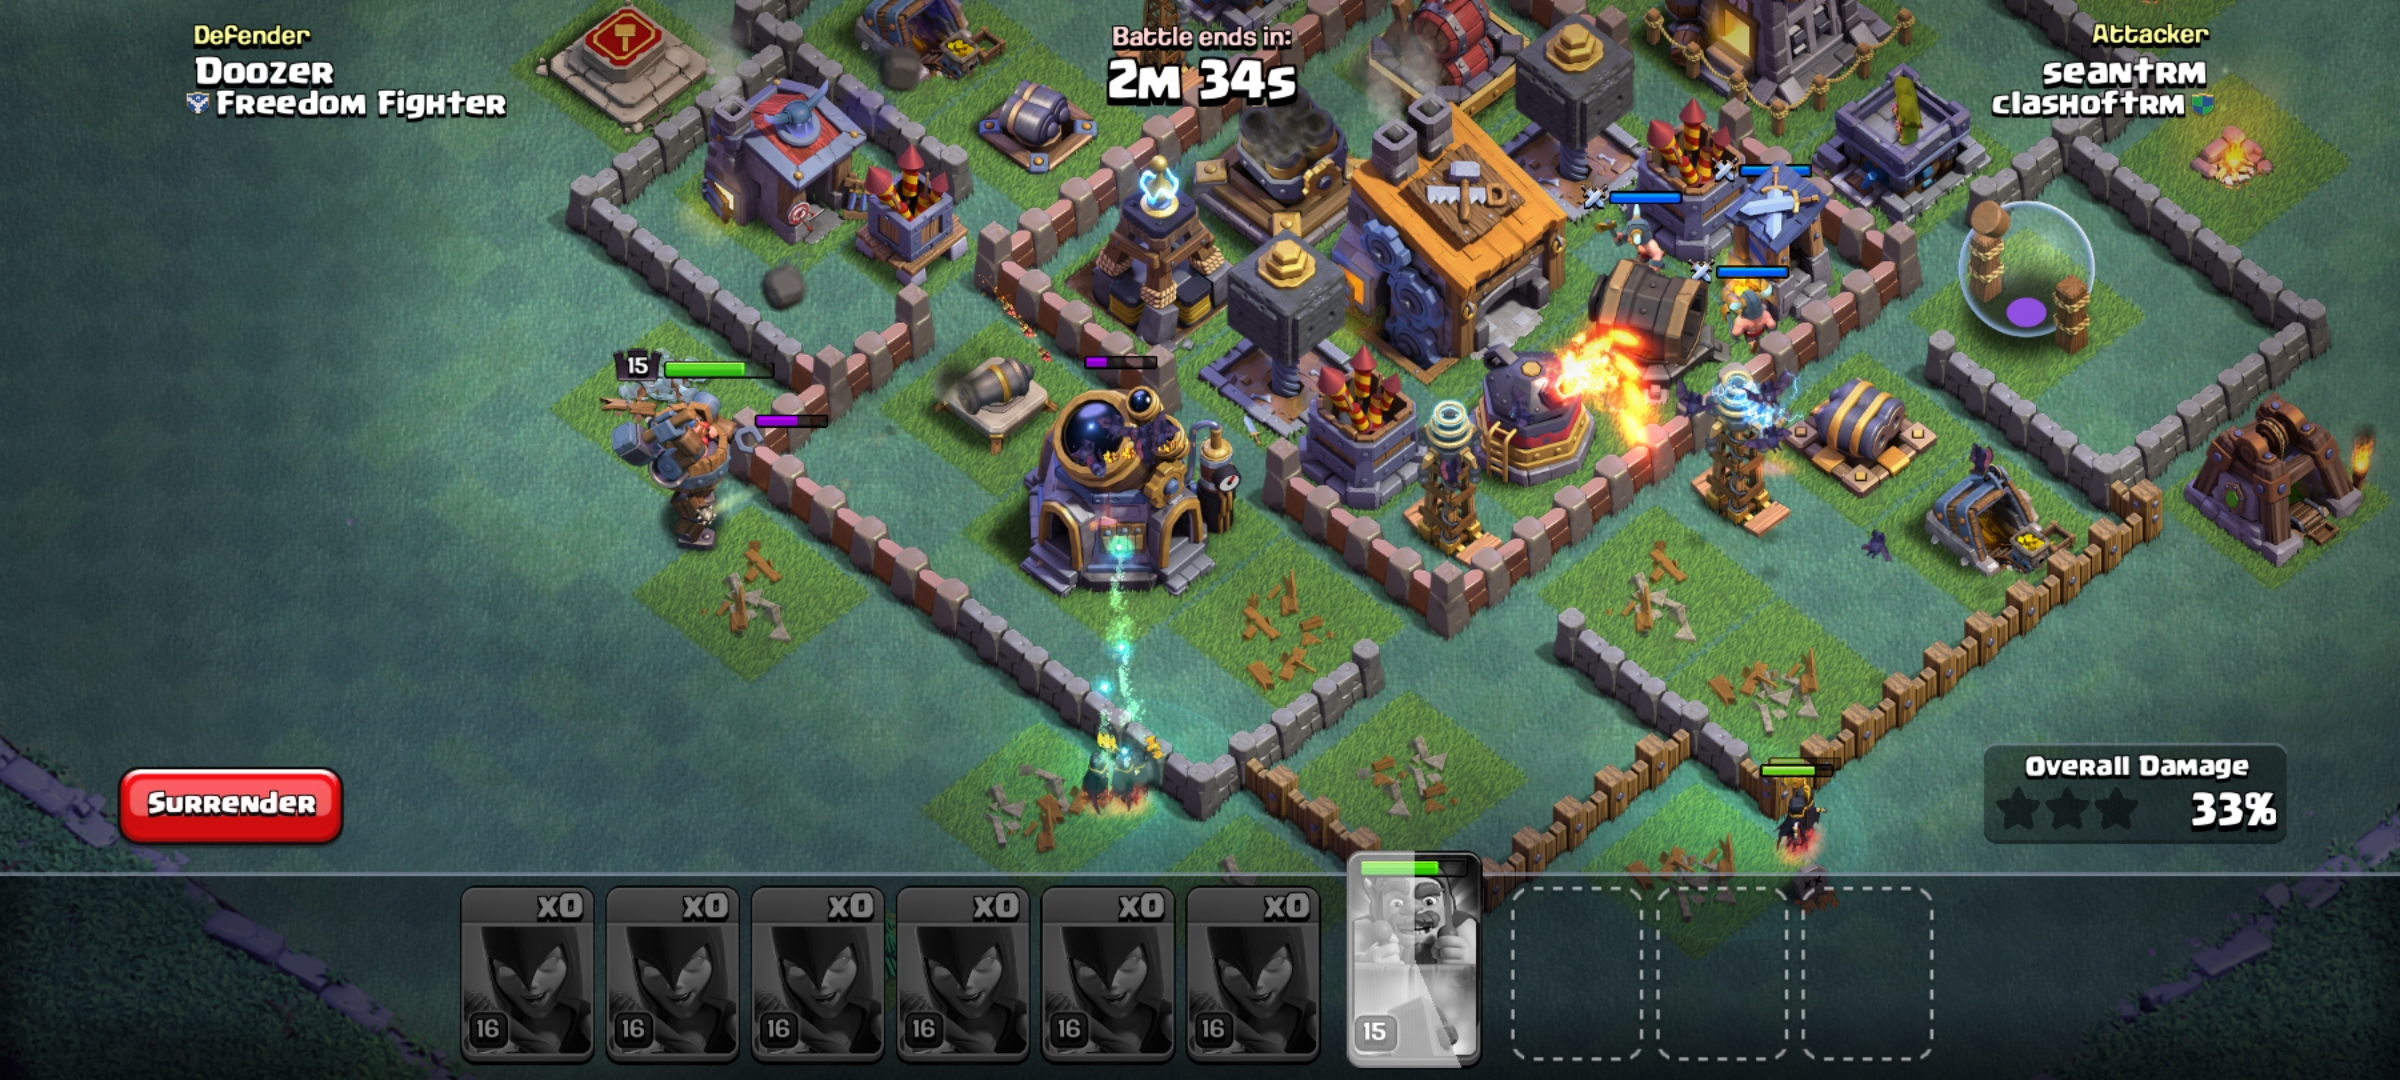 Defender
Doozer
Freedom Fighter
Battle ends in:
2m 34s
Attacker
seantrm
clashoftrm
15
Surrender
Overall Damage
33%
x0
x0
x0
x0
x0
x0
16
16
16
16
16
16
15